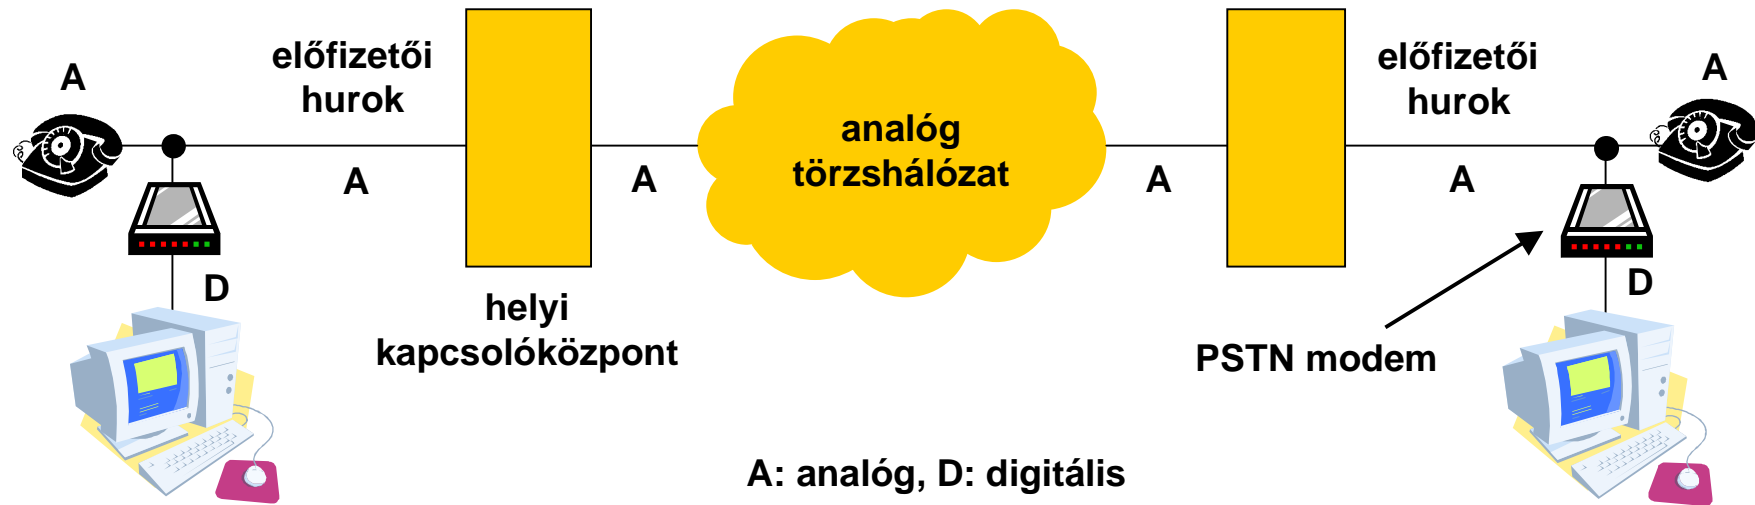 előfizetői
hurok
előfizetői
hurok
A
A
analóg
törzshálózat
A
A
A
A
D
D
helyi
kapcsolóközpont
PSTN modem
A: analóg, D: digitális